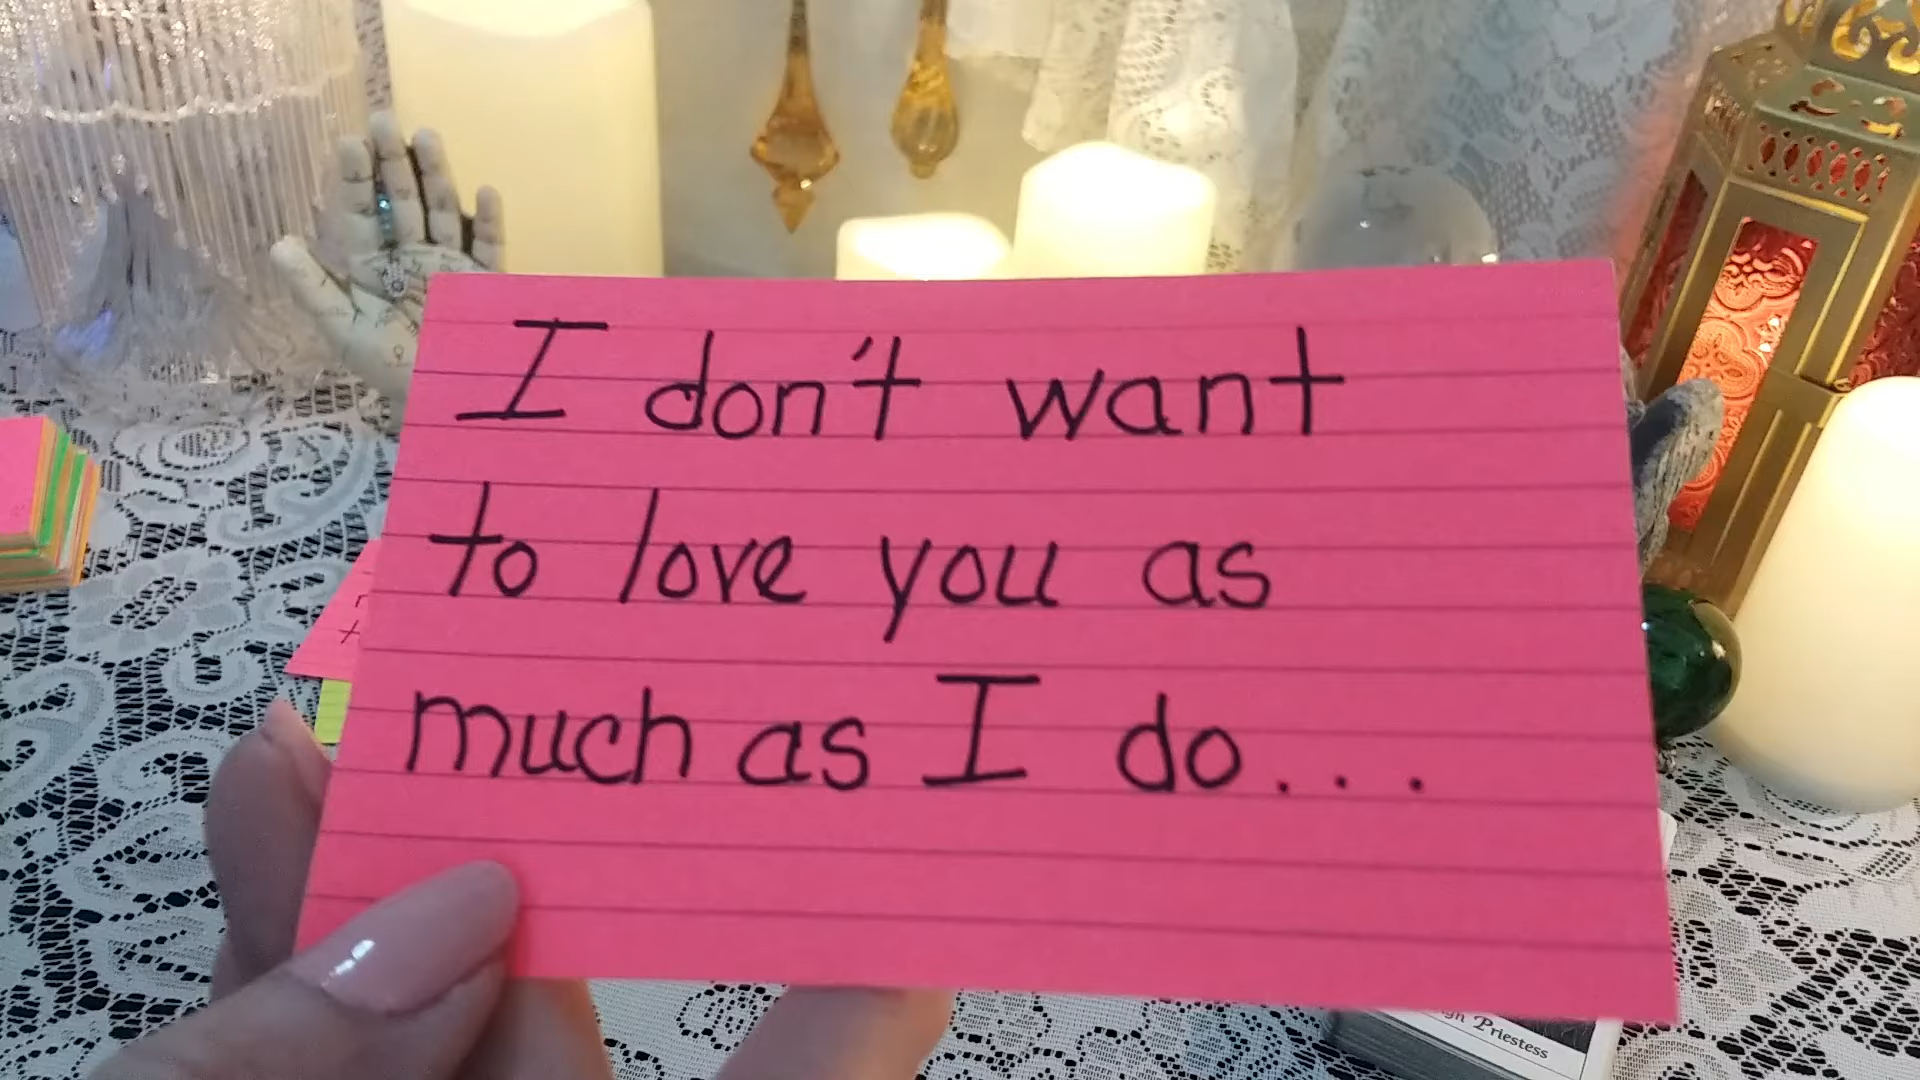 I don't want
to love you as
much as I do...
Priestess